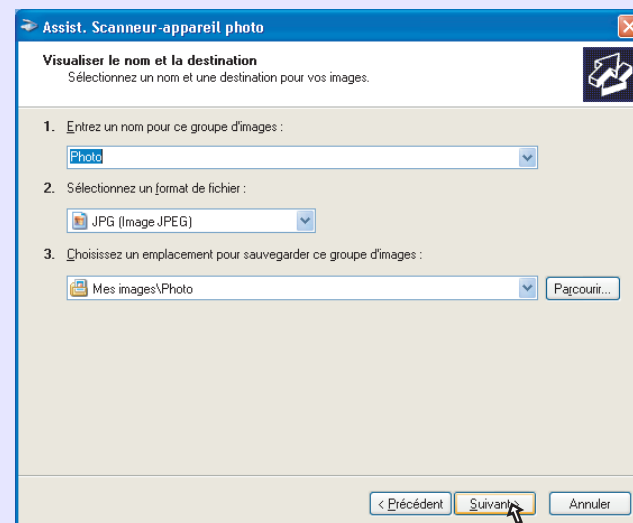 Assist. Scanneur-appareil photo
Visualiser le nom et la destination
Sélectionnez un nom et une destination pour vos images.
1. Entrez un nom pour ce groupe d'images :
Photo
2. Sélectionnez un format de fichier :
JPG (Image JPEG)
3. Choisissez un emplacement pour sauvegarder ce groupe d'images :
Mes images\Photo
Parcourir...
< Précédent Suivant > Annuler